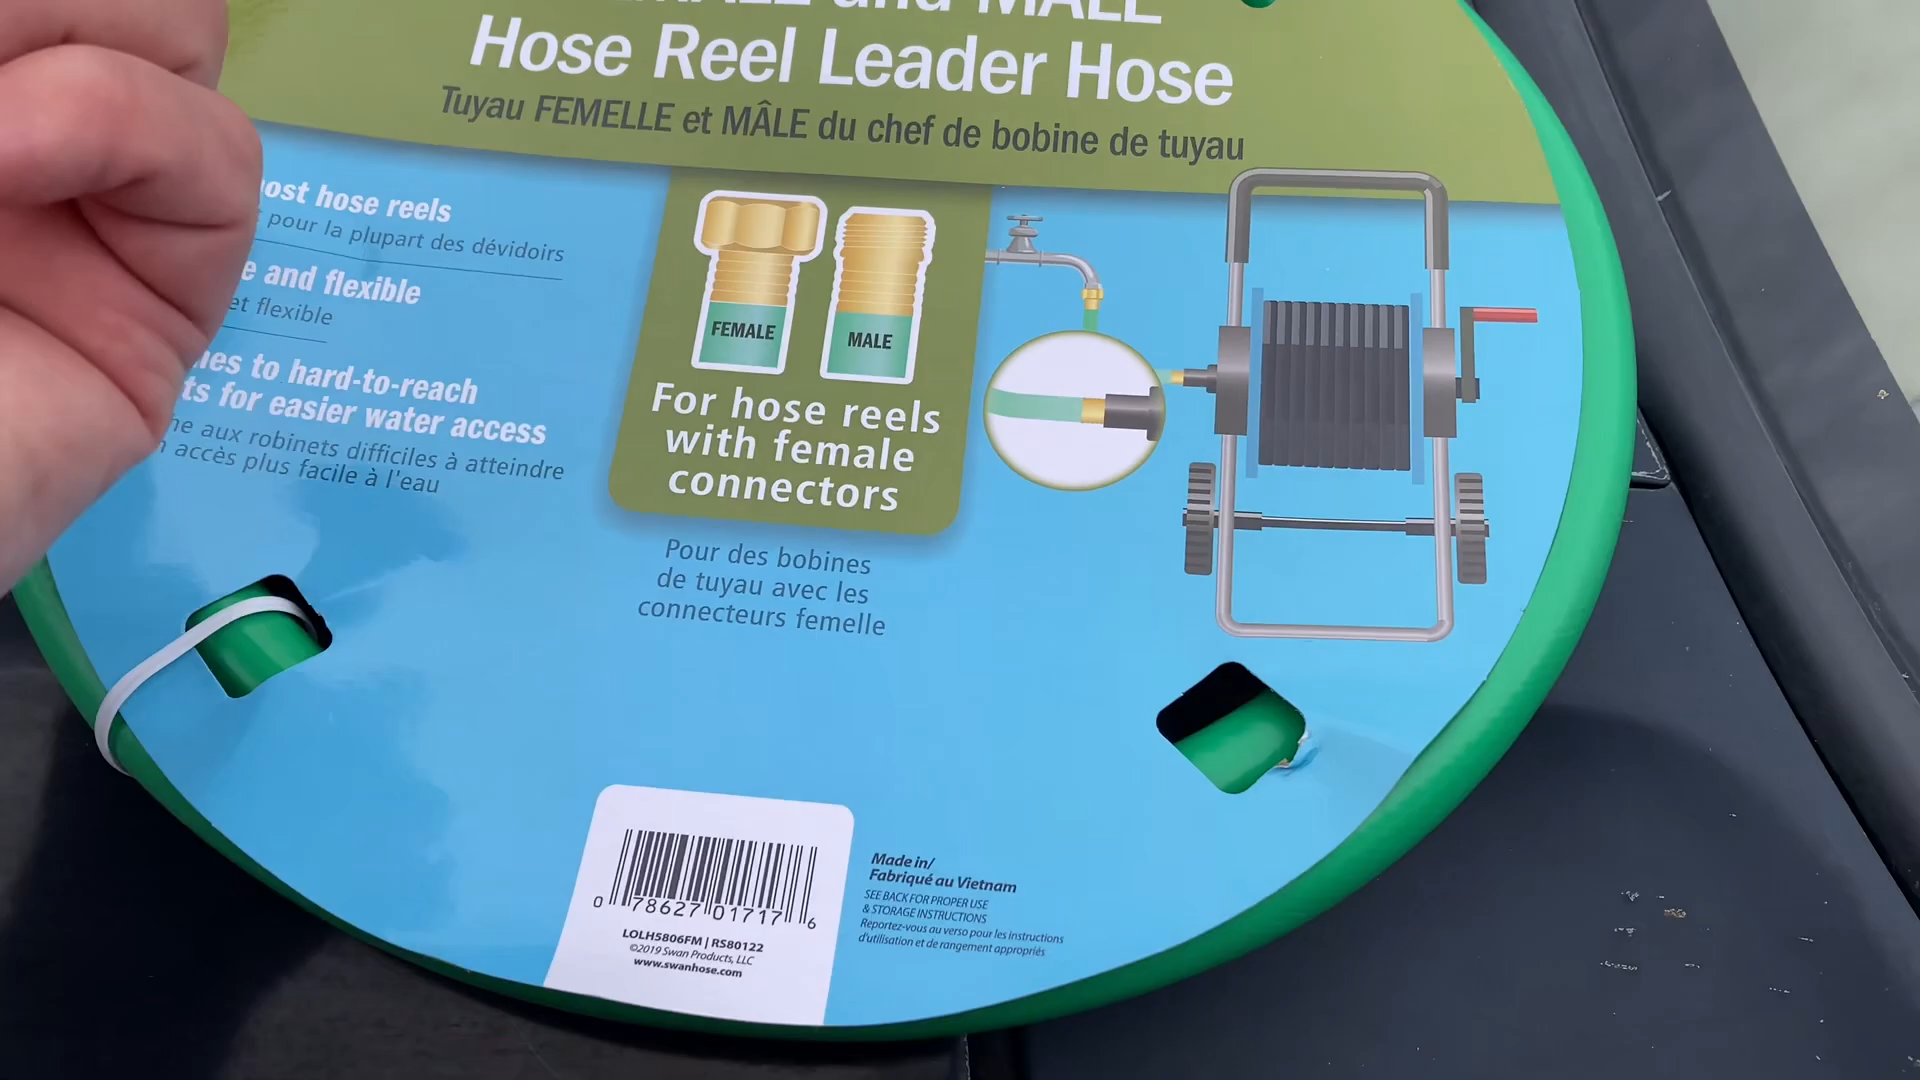 and MALE
Hose Reel Leader Hose
Tuyau FEMELLE et MÂLE du chef de bobine de tuyau
hose reels
pour la plupart des dévidoirs
and flexible
et flexible
to hard-to-reach
for easier water access
aux robinets difficiles à atteindre
accès plus facile à l'eau
FEMALE
MALE
For hose reels
with female
connectors
Pour des bobines
de tuyau avec les
connecteurs femelle
0 78627 01717 6
LOLH5806FM | RS80122
©2019 Swan Products, LLC
www.swanhose.com
Made in/
Fabriqué au Vietnam
SEE BACK FOR PROPER USE
& STORAGE INSTRUCTIONS
Reportez-vous au verso pour les instructions
d'utilisation et de rangement appropriés